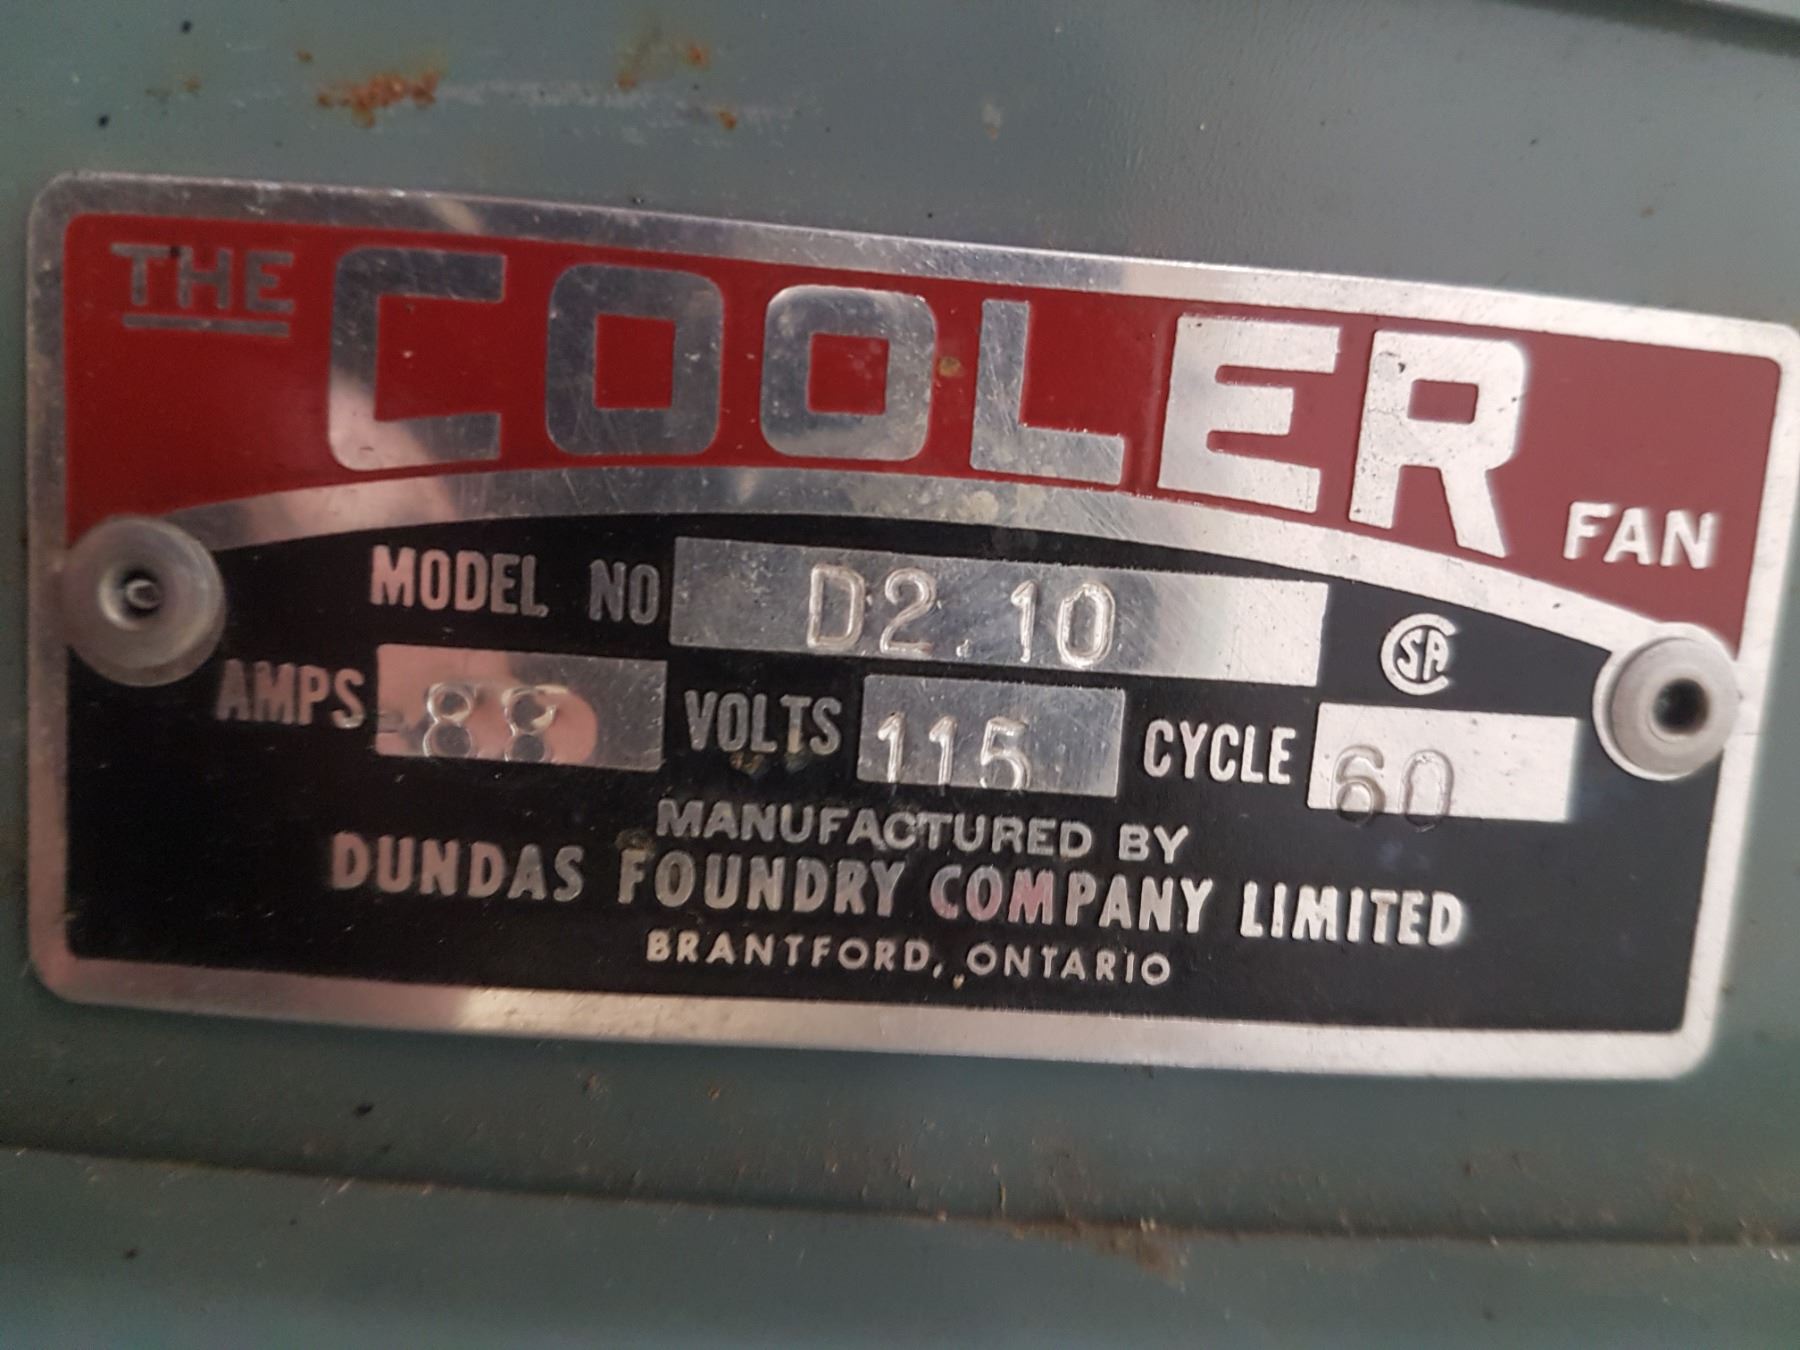 THE COOLER FAN
MODEL NO D2.10
CSA
AMPS .88 VOLTS 115 CYCLE 60
MANUFACTURED BY
DUNDAS FOUNDRY COMPANY LIMITED
BRANTFORD, ONTARIO